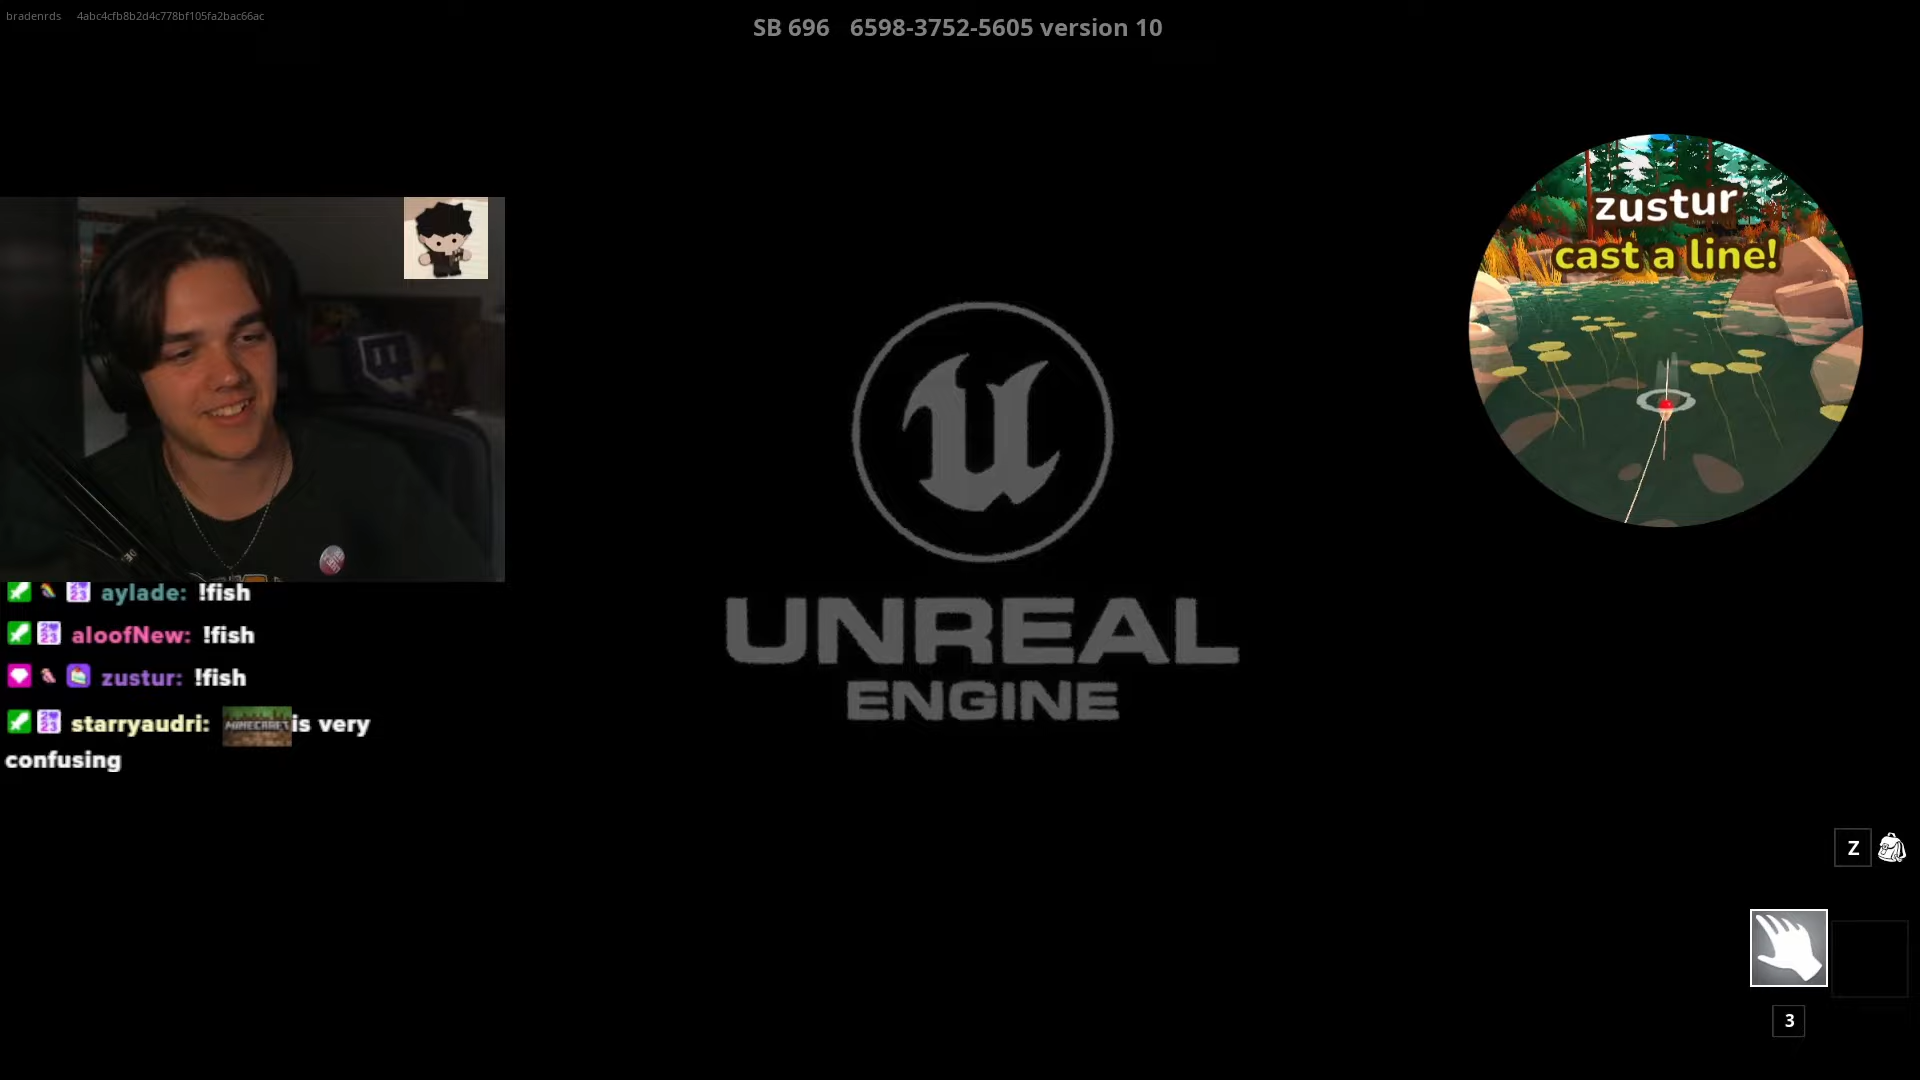 bradenrds 4abc4cfb8b2d4c778bf105fa2bac66ac
SB 696 6598-3752-5605 version 10
zustur
cast a line!
aylade: !fish
aloofNew: !fish
zustur: !fish
starryaudri: MINECRAFT is very
confusing
UNREAL
ENGINE
Z
3